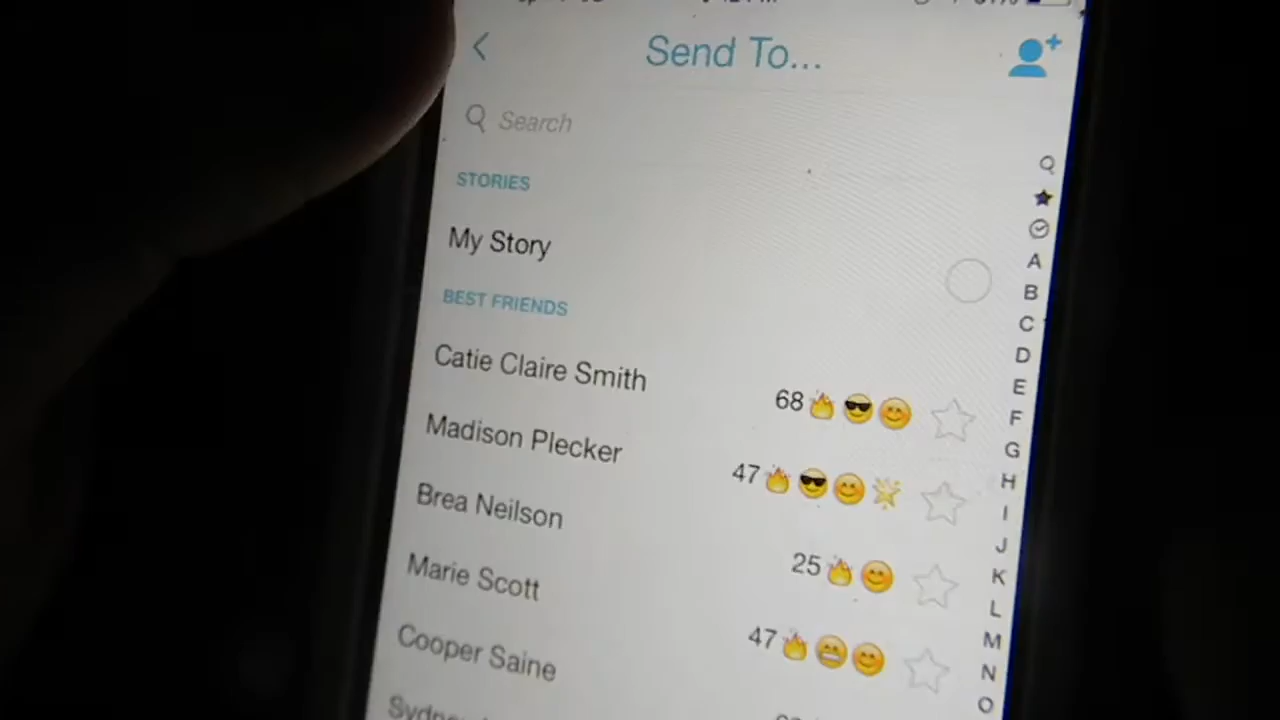 Send To...
Search
STORIES
My Story
BEST FRIENDS
Catie Claire Smith
68🔥😎😊
Madison Plecker
47🔥😎😊🌟
Brea Neilson
25🔥😊
Marie Scott
47🔥😬😊
Cooper Saine
A
B
C
D
E
F
G
H
I
J
K
L
M
N
O